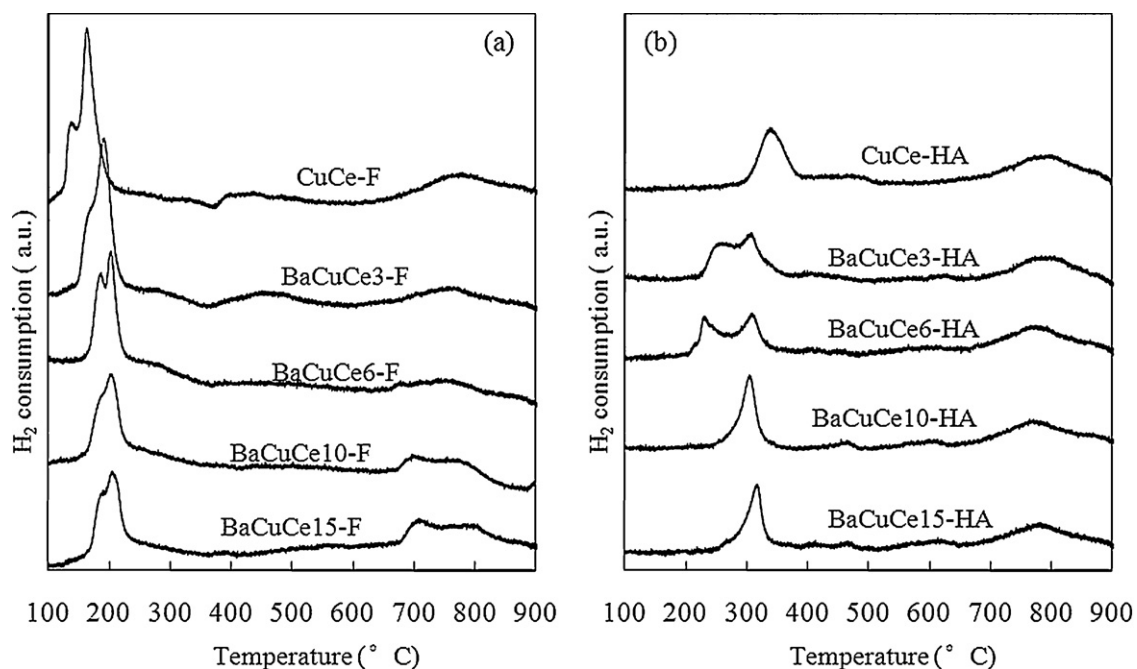 (a)
CuCe-F
BaCuCe3-F
BaCuCe6-F
BaCuCe10-F
BaCuCe15-F
H2 consumption ( a.u.)
100 200 300 400 500 600 700 800 900
Temperature (° C)
(b)
CuCe-HA
BaCuCe3-HA
BaCuCe6-HA
BaCuCe10-HA
BaCuCe15-HA
H2 consumption ( a.u.)
100 200 300 400 500 600 700 800 900
Temperature (° C)